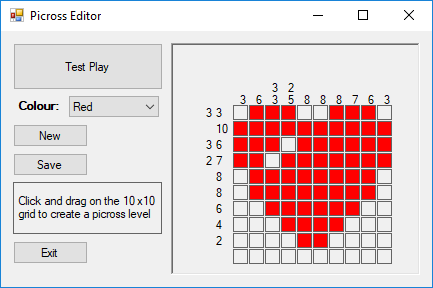 Picross Editor
Test Play
Colour: Red
New
Save
Click and drag on the 10 x10
grid to create a picross level
Exit
3 2
3 6 3 5 8 8 8 7 6 3
3 3
10
3 6
2 7
8
8
6
4
2